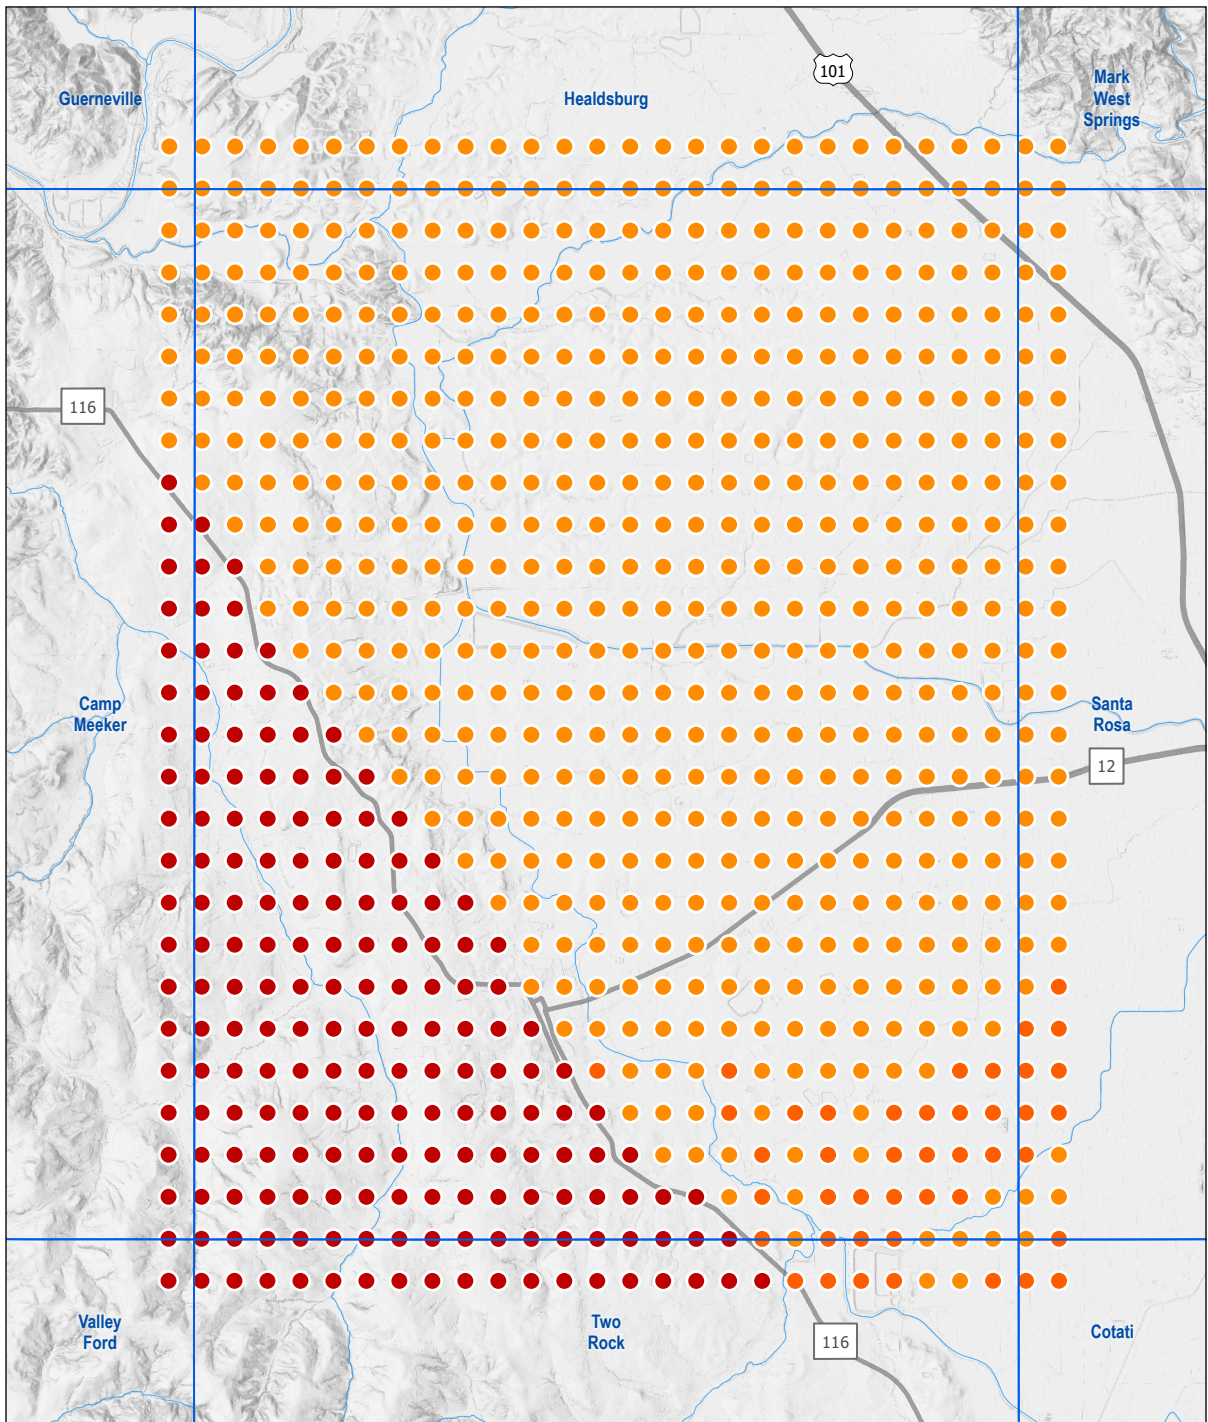 101
Guerneville
Healdsburg
Mark
West
Springs
116
Camp
Meeker
Santa
Rosa
12
Valley
Ford
Two
Rock
116
Cotati